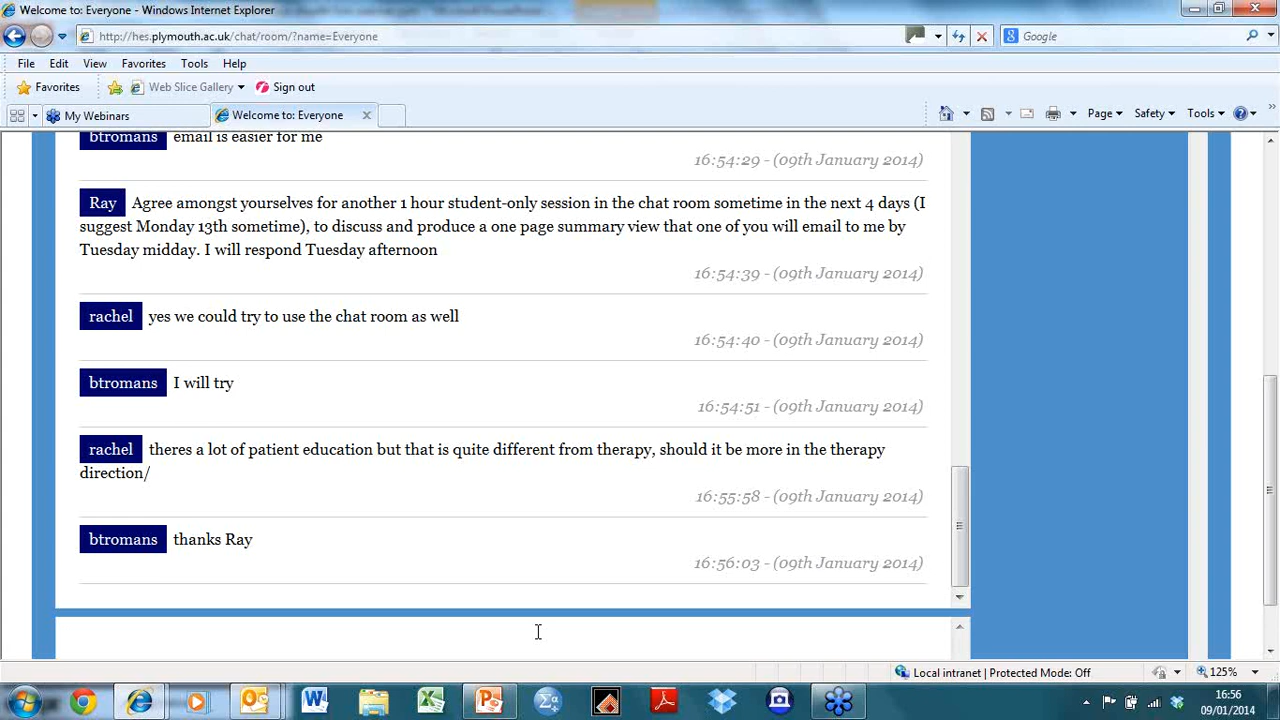 Welcome to: Everyone - Windows Internet Explorer
http://hes.plymouth.ac.uk/chat/room/?name=Everyone
Google
File Edit View Favorites Tools Help
Favorites Web Slice Gallery Sign out
My Webinars Welcome to: Everyone Page Safety Tools
btromans email is easier for me
16:54:29 - (09th January 2014)
Ray Agree amongst yourselves for another 1 hour student-only session in the chat room sometime in the next 4 days (I
suggest Monday 13th sometime), to discuss and produce a one page summary view that one of you will email to me by
Tuesday midday. I will respond Tuesday afternoon
16:54:39 - (09th January 2014)
rachel yes we could try to use the chat room as well
16:54:40 - (09th January 2014)
btromans I will try
16:54:51 - (09th January 2014)
rachel theres a lot of patient education but that is quite different from therapy, should it be more in the therapy
direction/
16:55:58 - (09th January 2014)
btromans thanks Ray
16:56:03 - (09th January 2014)
Local intranet | Protected Mode: Off 125%
16:56
09/01/2014